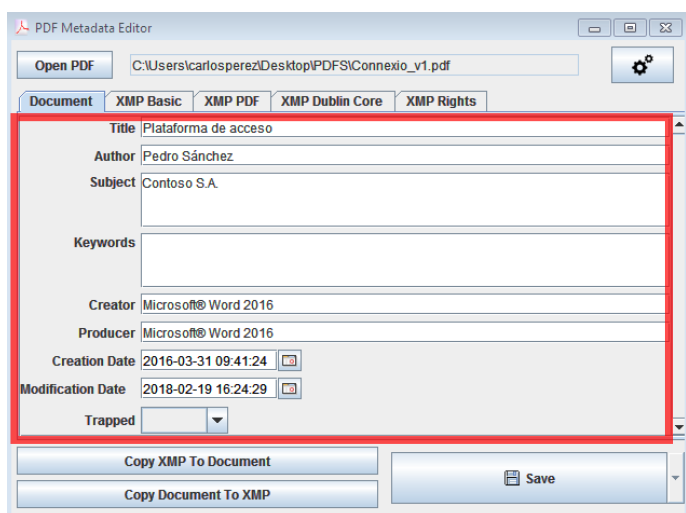 PDF Metadata Editor
Open PDF C:\Users\carlosperez\Desktop\PDFS\Connexio_v1.pdf
Document XMP Basic XMP PDF XMP Dublin Core XMP Rights
Title Plataforma de acceso
Author Pedro Sánchez
Subject Contoso S.A.
Keywords
Creator Microsoft® Word 2016
Producer Microsoft® Word 2016
Creation Date 2016-03-31 09:41:24
Modification Date 2018-02-19 16:24:29
Trapped
Copy XMP To Document
Save
Copy Document To XMP